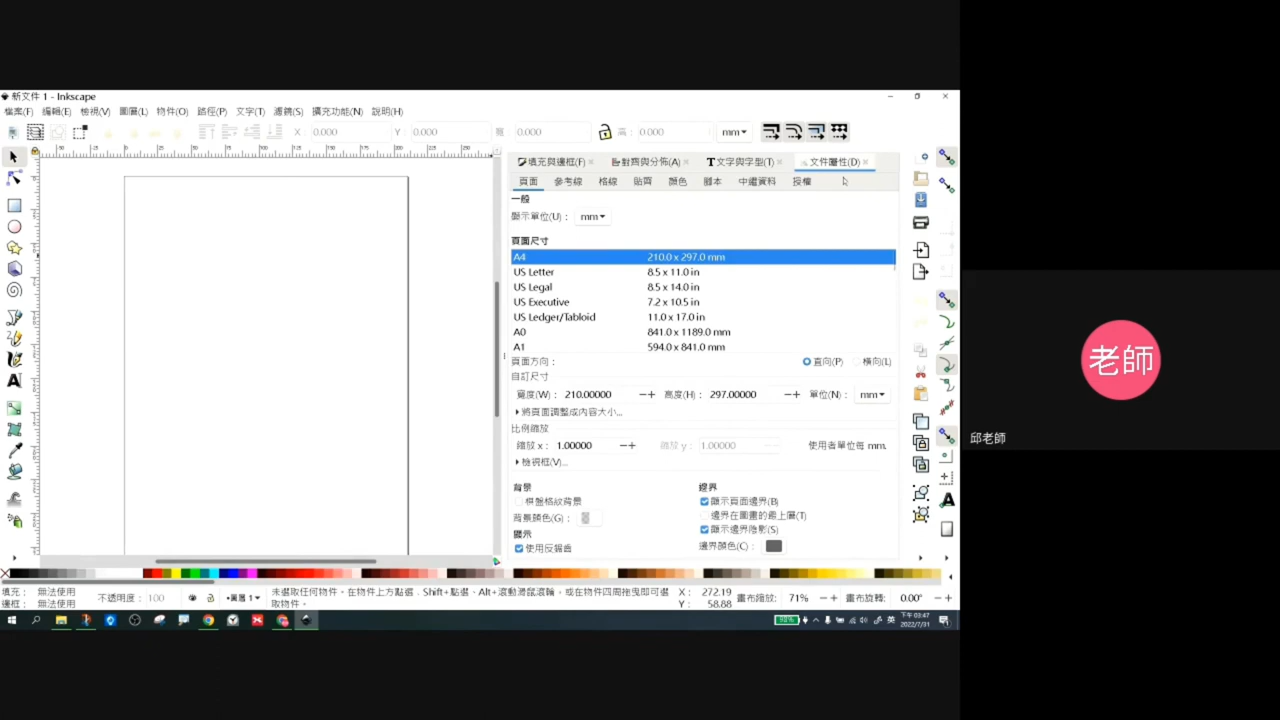 新文件 1 - Inkscape
檔案(F) 編輯(E) 檢視(V) 圖層(L) 物件(O) 路徑(P) 文字(T) 濾鏡(S) 擴充功能(N) 說明(H)
X: 0.000 Y: 0.000 寬: 0.000 高: 0.000 mm
填充與邊框(F) 對齊與分佈(A) 文字與字型(T) 文件屬性(D)
頁面 參考線 格線 貼齊 顏色 腳本 中繼資料 授權
一般
顯示單位(U): mm
頁面尺寸
A4 210.0 x 297.0 mm
US Letter 8.5 x 11.0 in
US Legal 8.5 x 14.0 in
US Executive 7.2 x 10.5 in
US Ledger/Tabloid 11.0 x 17.0 in
A0 841.0 x 1189.0 mm
A1 594.0 x 841.0 mm
頁面方向: 直向(P) 橫向(L)
自訂尺寸
寬度(W): 210.00000 高度(H): 297.00000 單位(N): mm
將頁面調整成內容大小...
比例縮放
縮放 x: 1.00000 縮放 y: 1.00000 使用者單位每 mm.
檢視框(V)...
背景 邊界
棋盤格紋背景 顯示頁面邊界(B)
背景顏色(G): 邊界在圖畫的最上層(T)
顯示 顯示邊界陰影(S)
使用反鋸齒 邊界顏色(C):
填充: 無法使用
邊框: 無法使用
不透明度: 100
圖層 1
未選取任何物件。在物件上方點選、Shift+點選、Alt+滾動滑鼠滾輪，或在物件四周拖曳即可選取物件。
X: 272.19
Y: 58.88
畫布縮放: 71% 畫布旋轉: 0.00°
98% 英 下午 03:47
2022/7/31
老師
邱老師